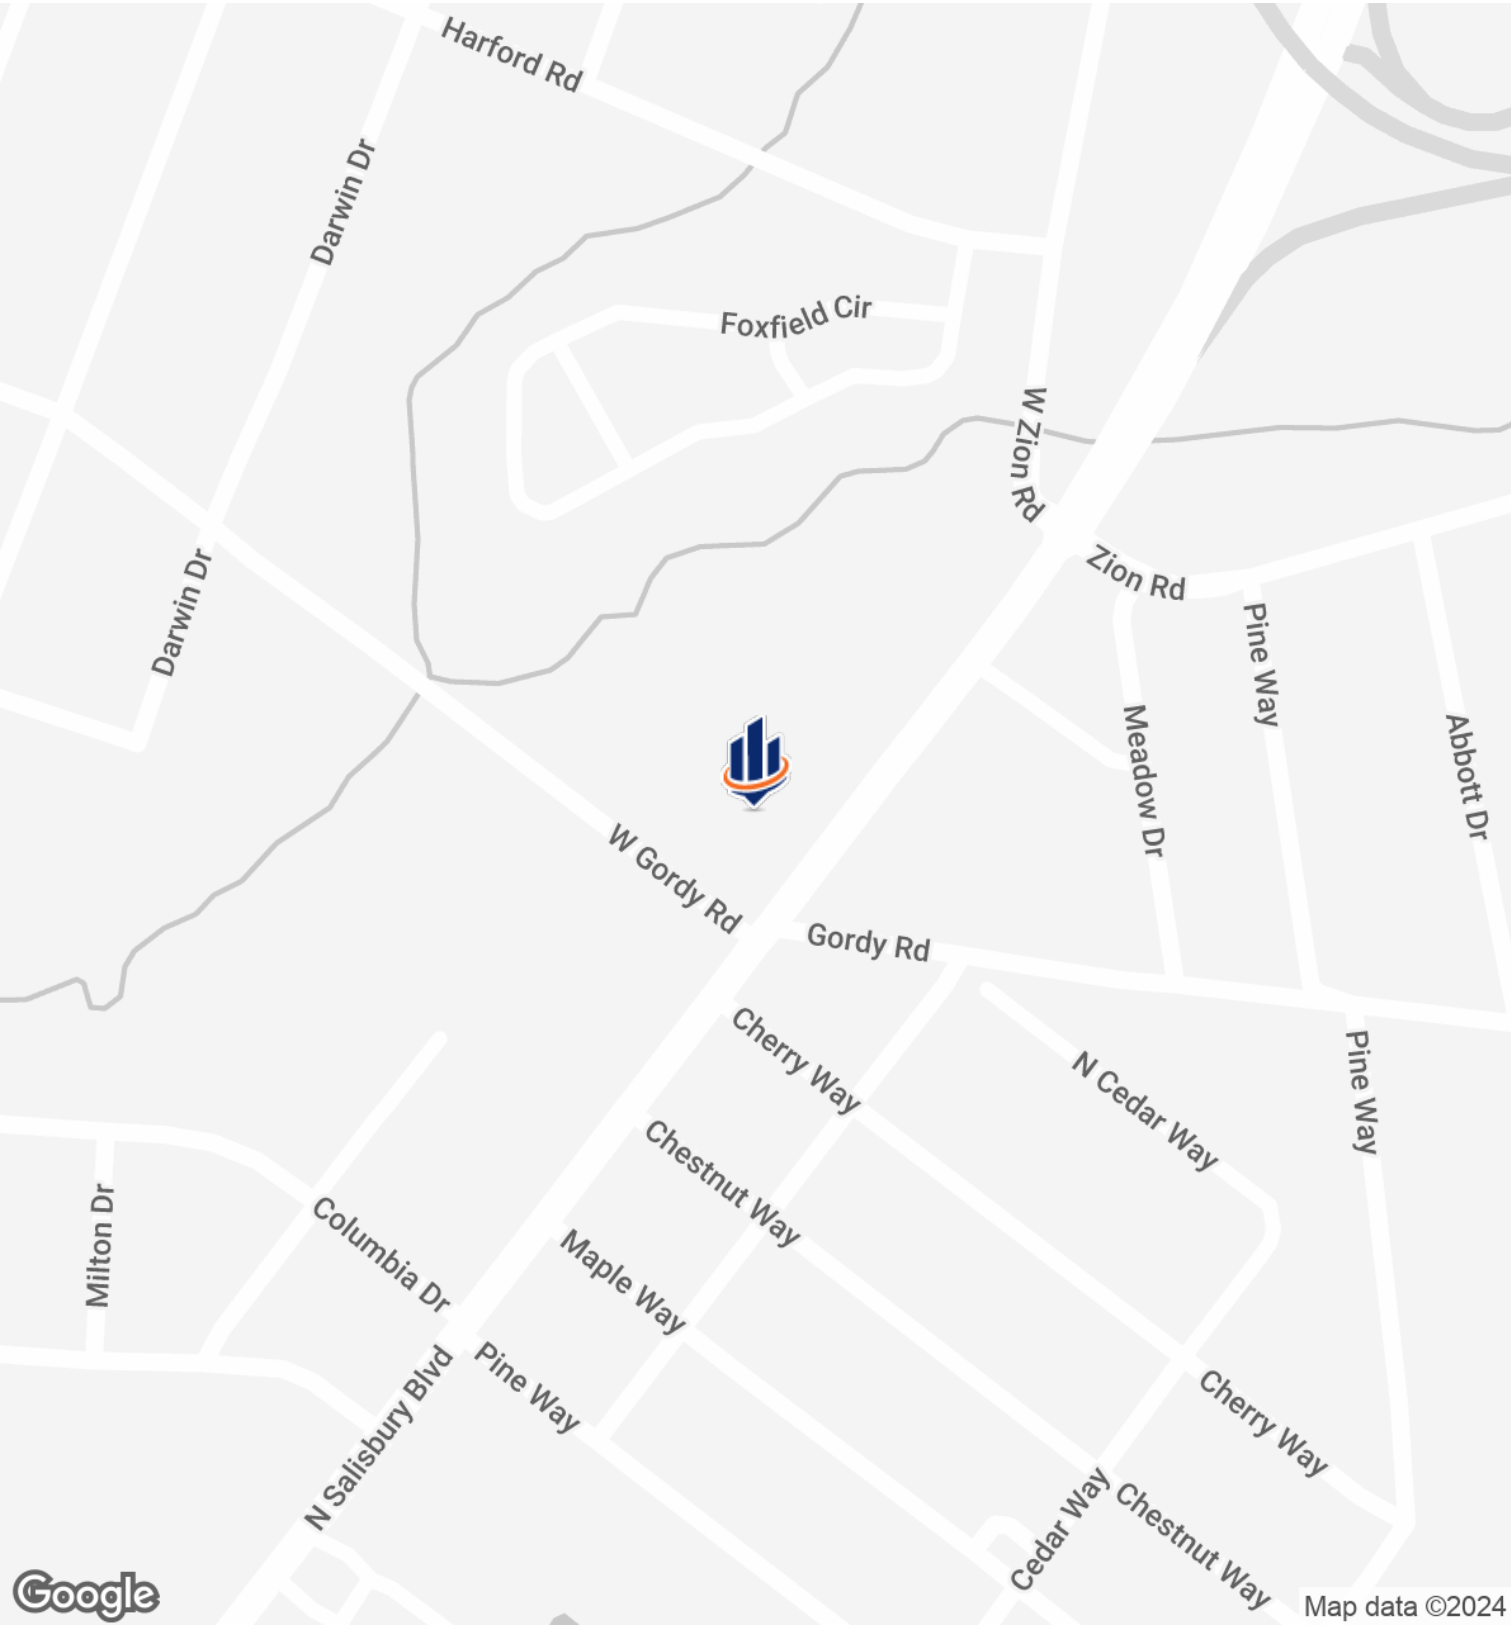 Harford Rd
Darwin Dr
Foxfield Cir
W Zion Rd
Zion Rd
Darwin Dr
Pine Way
Meadow Dr
Abbott Dr
W Gordy Rd
Gordy Rd
Cherry Way
N Cedar Way
Pine Way
Chestnut Way
Milton Dr
Columbia Dr
Maple Way
N Salisbury Blvd
Pine Way
Cherry Way
Cedar Way
Chestnut Way
Google
Map data ©2024